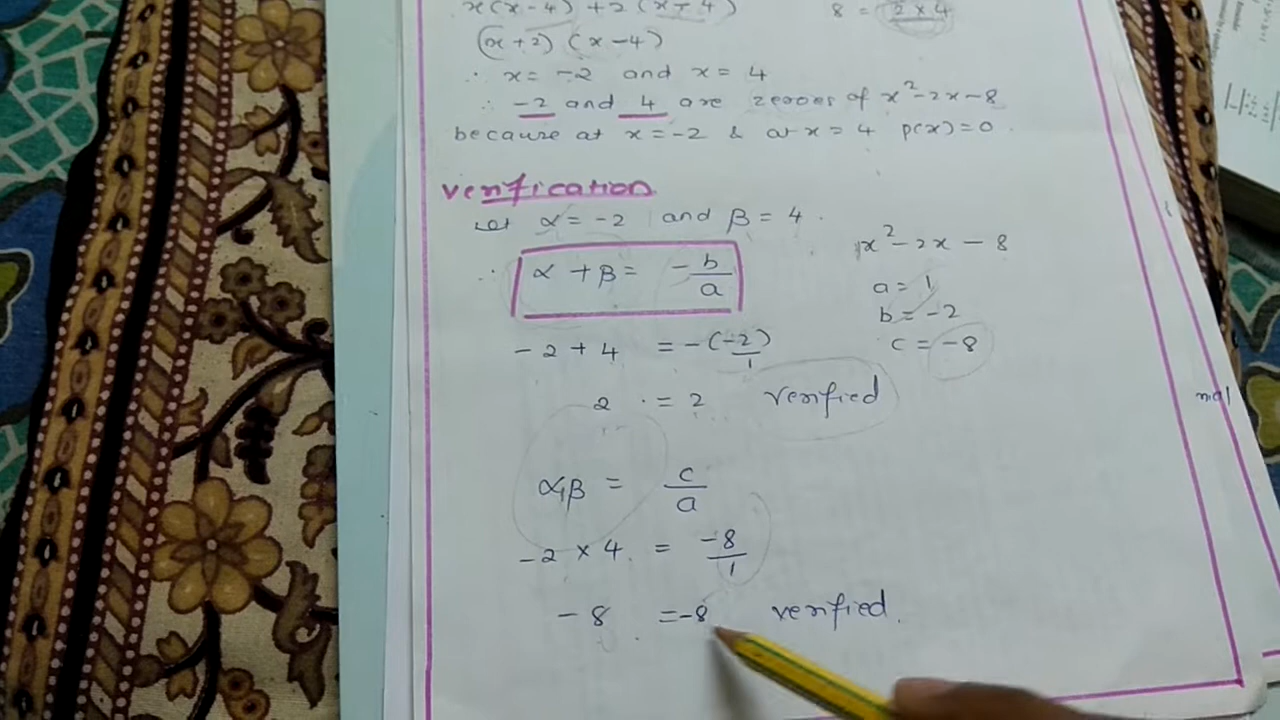 x(x-4) +2(x-4)
8 = 2×4
(x+2) (x-4)
∴ x= -2 and x= 4
∴ -2 and 4 are zeroes of x²-2x-8
because at x=-2 & at x= 4 p(x)=0.
Verification
Let α= -2 and β= 4.
x²-2x-8
∴ α +β= -b/a
a= 1
b= -2
c= -8
-2+4 = -(-2)/1
2 = 2 verified
αβ = c/a
-2 × 4 = -8/1
-8 =-8 verified.